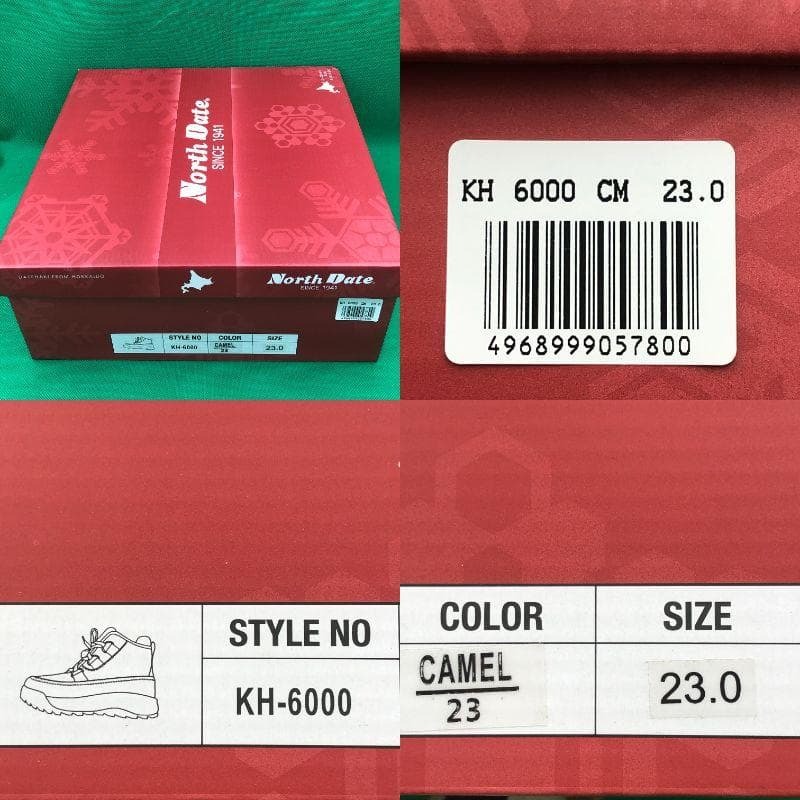 North Date.
SINCE 1941
North Date.
SINCE 1941
STYLE NO COLOR SIZE
KH-6000 CAMEL 23 23.0
KH 6000 CM 23.0
4968999057800
STYLE NO
KH-6000
COLOR SIZE
CAMEL 23.0
23